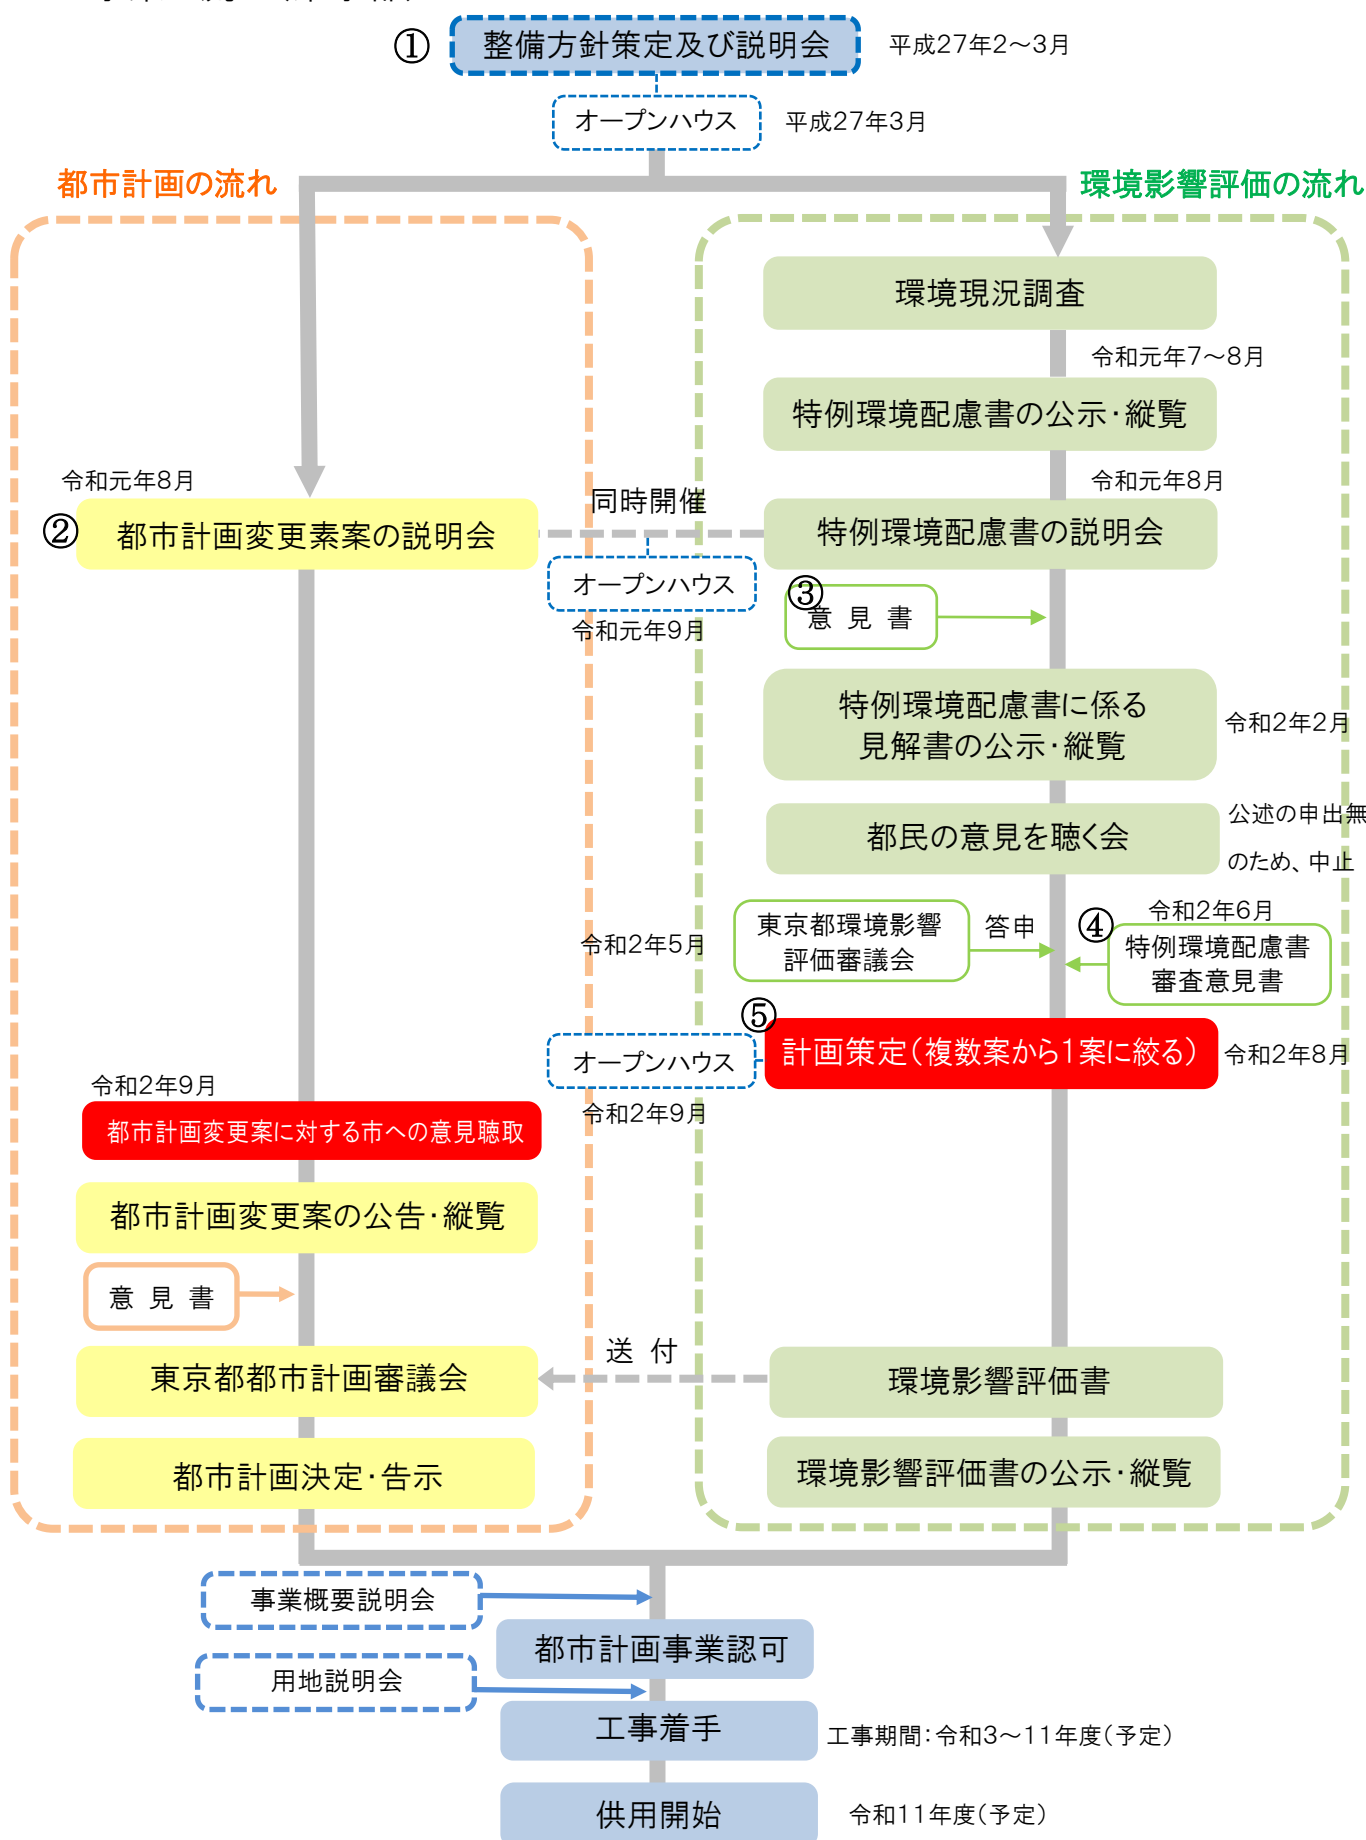 ① 整備方針策定及び説明会 平成27年2～3月
オープンハウス 平成27年3月
都市計画の流れ
環境影響評価の流れ
環境現況調査
令和元年7～8月
特例環境配慮書の公示・縦覧
令和元年8月
令和元年8月
② 都市計画変更素案の説明会
同時開催
特例環境配慮書の説明会
オープンハウス
令和元年9月
③
意 見 書
特例環境配慮書に係る
見解書の公示・縦覧
令和2年2月
都民の意見を聴く会
公述の申出無
のため、中止
令和2年5月
東京都環境影響
評価審議会
答申
④
令和2年6月
特例環境配慮書
審査意見書
⑤
計画策定（複数案から1案に絞る）
令和2年8月
オープンハウス
令和2年9月
令和2年9月
都市計画変更案に対する市への意見聴取
都市計画変更案の公告・縦覧
意 見 書
東京都都市計画審議会
送 付
環境影響評価書
都市計画決定・告示
環境影響評価書の公示・縦覧
事業概要説明会
都市計画事業認可
用地説明会
工事着手
工事期間：令和3～11年度（予定）
供用開始
令和11年度（予定）